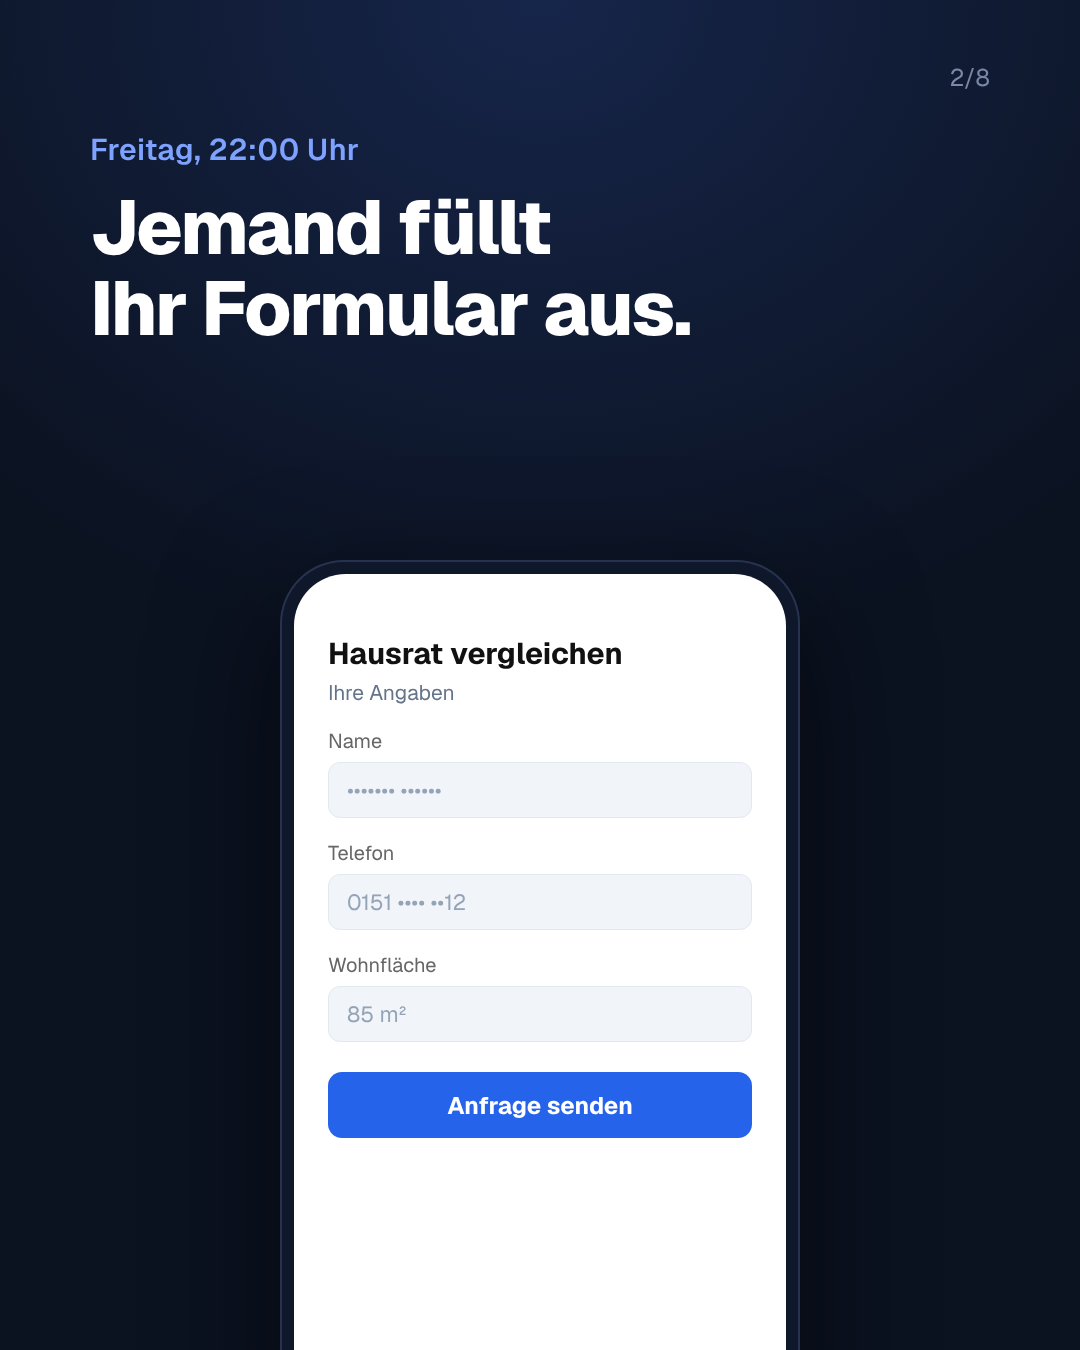 2/8
Freitag, 22:00 Uhr
Jemand füllt
Ihr Formular aus.
Hausrat vergleichen
Ihre Angaben
Name
••••••• ••••••
Telefon
0151 •••• ••12
Wohnfläche
85 m²
Anfrage senden